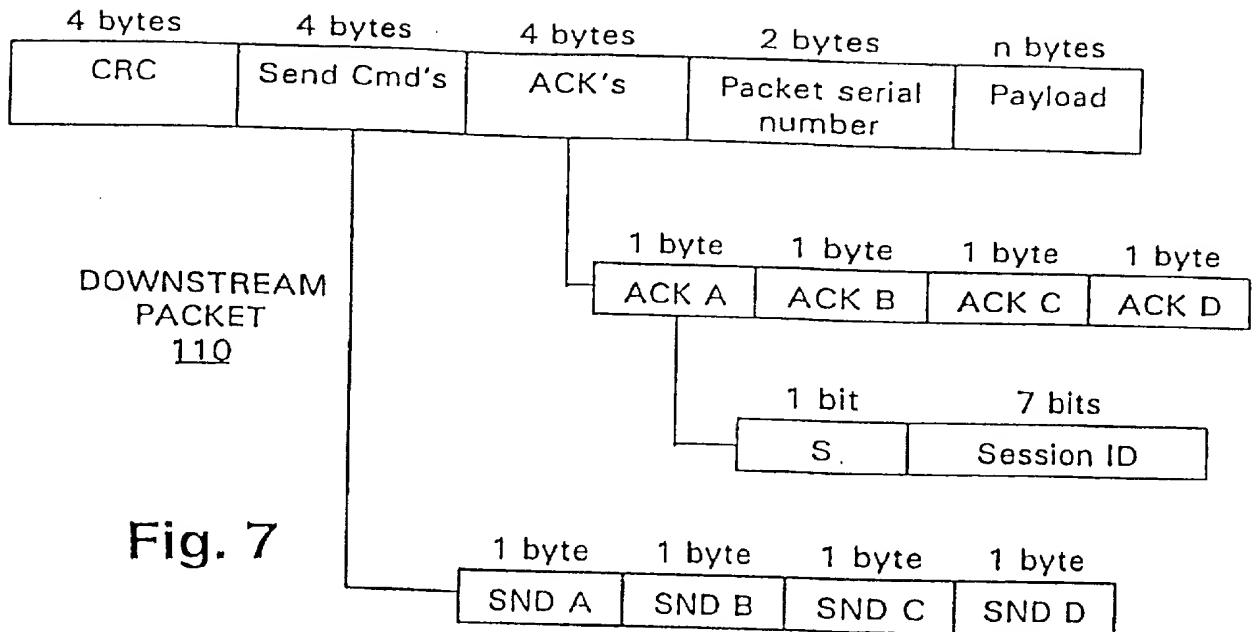 4 bytes 4 bytes 4 bytes 2 bytes n bytes
CRC Send Cmd's ACK's Packet serial number Payload
1 byte 1 byte 1 byte 1 byte
ACK A ACK B ACK C ACK D
DOWNSTREAM
PACKET
110
1 bit 7 bits
S. Session ID
Fig. 7
1 byte 1 byte 1 byte 1 byte
SND A SND B SND C SND D